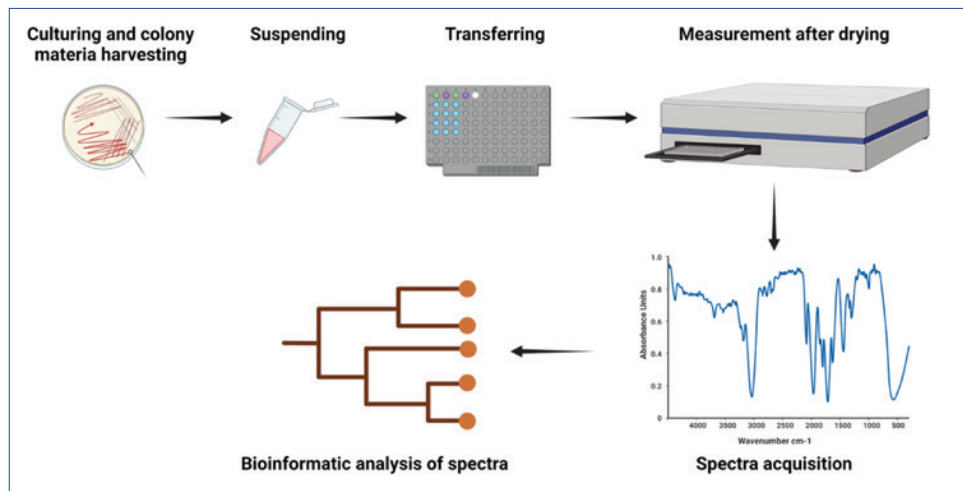 Culturing and colony
materia harvesting
Suspending
Transferring
Measurement after drying
1.0
0.8
0.6
0.4
0.2
0
Absorbance Units
4000 3500 3000 2500 2000 1500 1000 500
Wavenumber cm-1
Bioinformatic analysis of spectra
Spectra acquisition